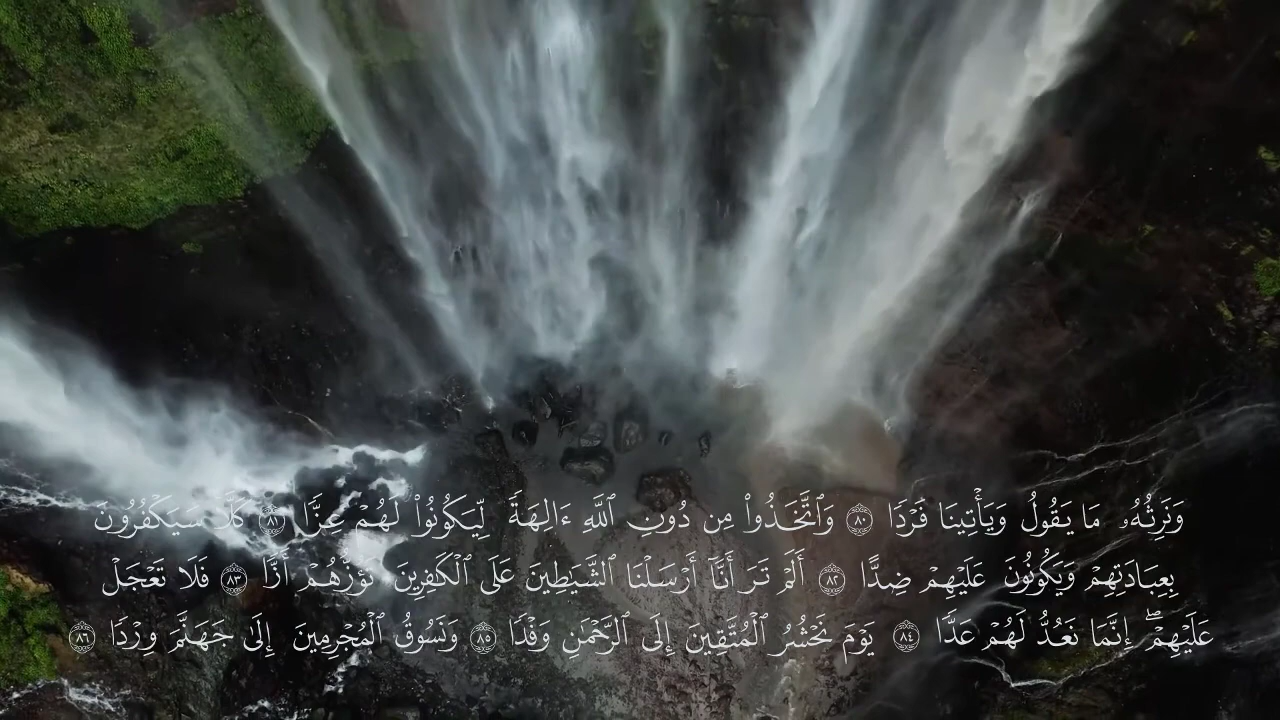 وَنَرِثُهُۥ مَا يَقُولُ وَيَأْتِينَا فَرْدًا ٨٠ وَٱتَّخَذُوا۟ مِن دُونِ ٱللَّهِ ءَالِهَةً لِّيَكُونُوا۟ لَهُمْ عِزًّا ٨١ كَلَّا سَيَكْفُرُونَ
بِعِبَادَتِهِمْ وَيَكُونُونَ عَلَيْهِمْ ضِدًّا ٨٢ أَلَمْ تَرَ أَنَّآ أَرْسَلْنَا ٱلشَّيَٰطِينَ عَلَى ٱلْكَٰفِرِينَ تَؤُزُّهُمْ أَزًّا ٨٣ فَلَا تَعْجَلْ
عَلَيْهِمْ ۖ إِنَّمَا نَعُدُّ لَهُمْ عَدًّا ٨٤ يَوْمَ نَحْشُرُ ٱلْمُتَّقِينَ إِلَى ٱلرَّحْمَٰنِ وَفْدًا ٨٥ وَنَسُوقُ ٱلْمُجْرِمِينَ إِلَىٰ جَهَنَّمَ وِرْدًا ٨٦